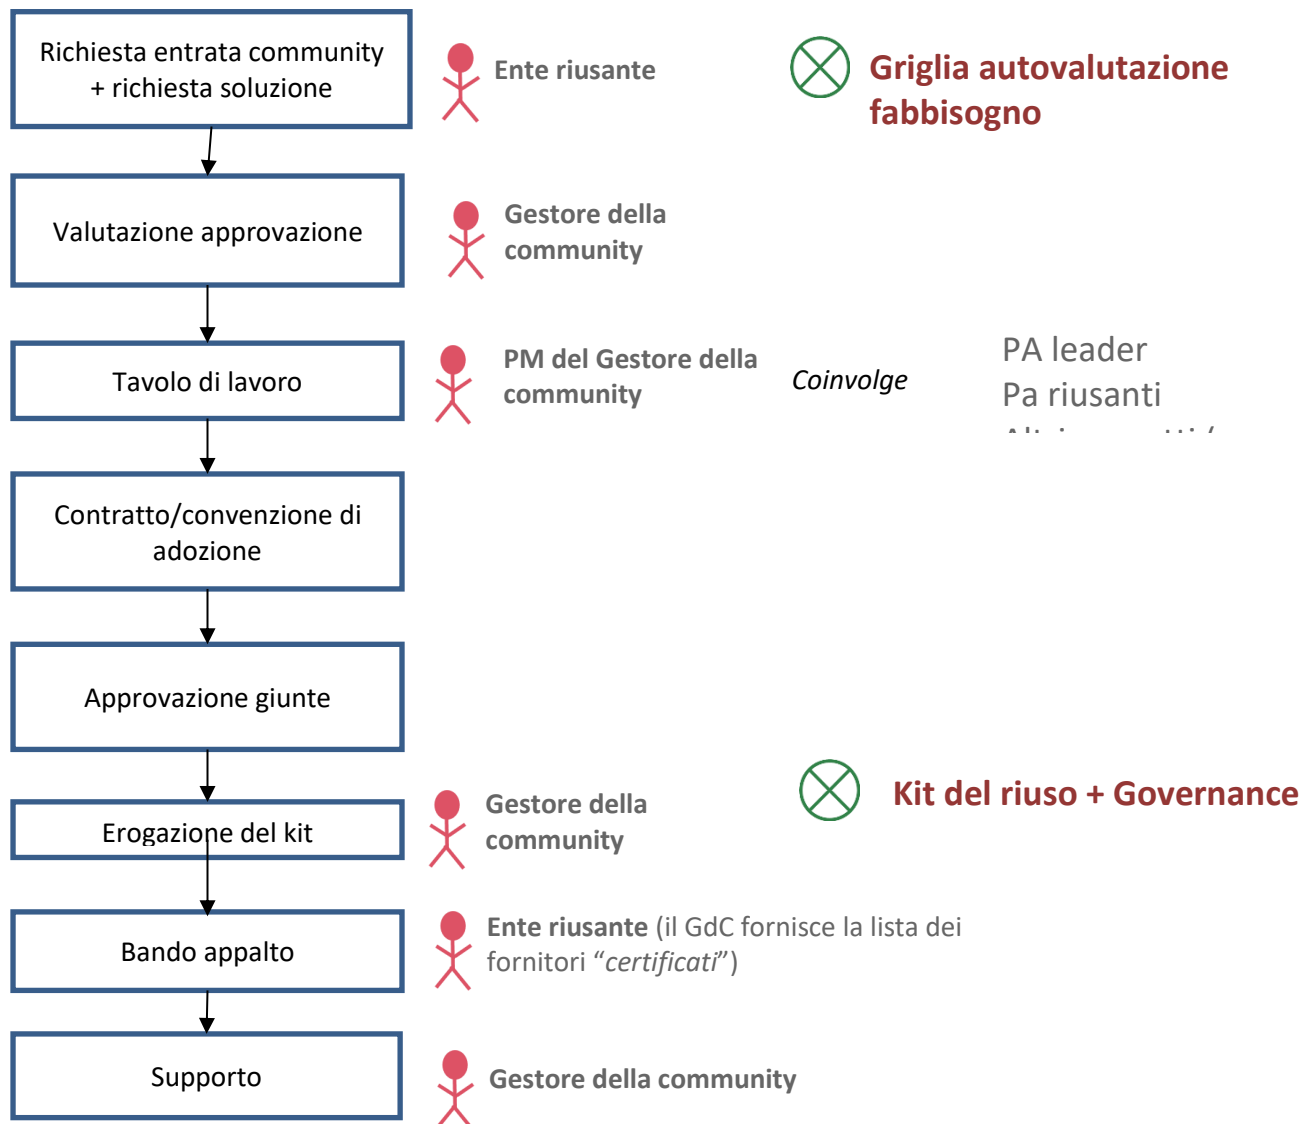 Richiesta entrata community
+ richiesta soluzione
Ente riusante
Griglia autovalutazione
fabbisogno
Valutazione approvazione
Gestore della
community
Tavolo di lavoro
PM del Gestore della
community
Coinvolge
PA leader
Pa riusanti
Contratto/convenzione di
adozione
Approvazione giunte
Erogazione del kit
Gestore della
community
Kit del riuso + Governance
Bando appalto
Ente riusante (il GdC fornisce la lista dei
fornitori “certificati”)
Supporto
Gestore della community